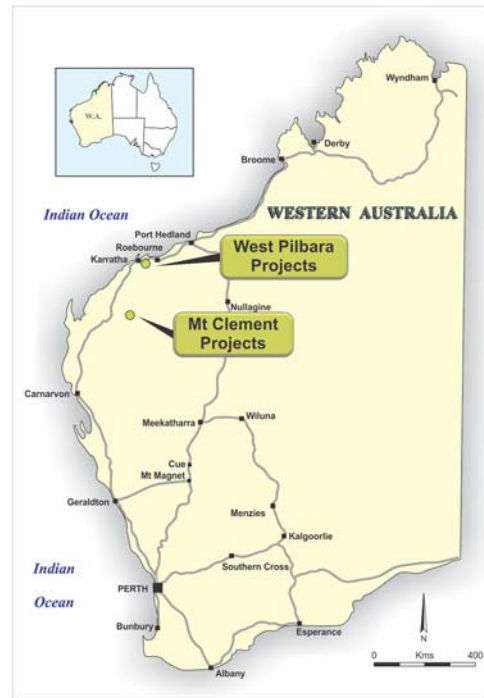 Wyndham
W.A.
Derby
Broome
Indian Ocean
WESTERN AUSTRALIA
Port Hedland
Roebourne
Karratha
West Pilbara
Projects
Nullagine
Mt Clement
Projects
Carnarvon
Meekatharra
Wiluna
Cue
Mt Magnet
Geraldton
Menzies
Kalgoorlie
Indian
Ocean
Southern Cross
PERTH
Bunbury
Esperance
Albany
N
0 Kms 400